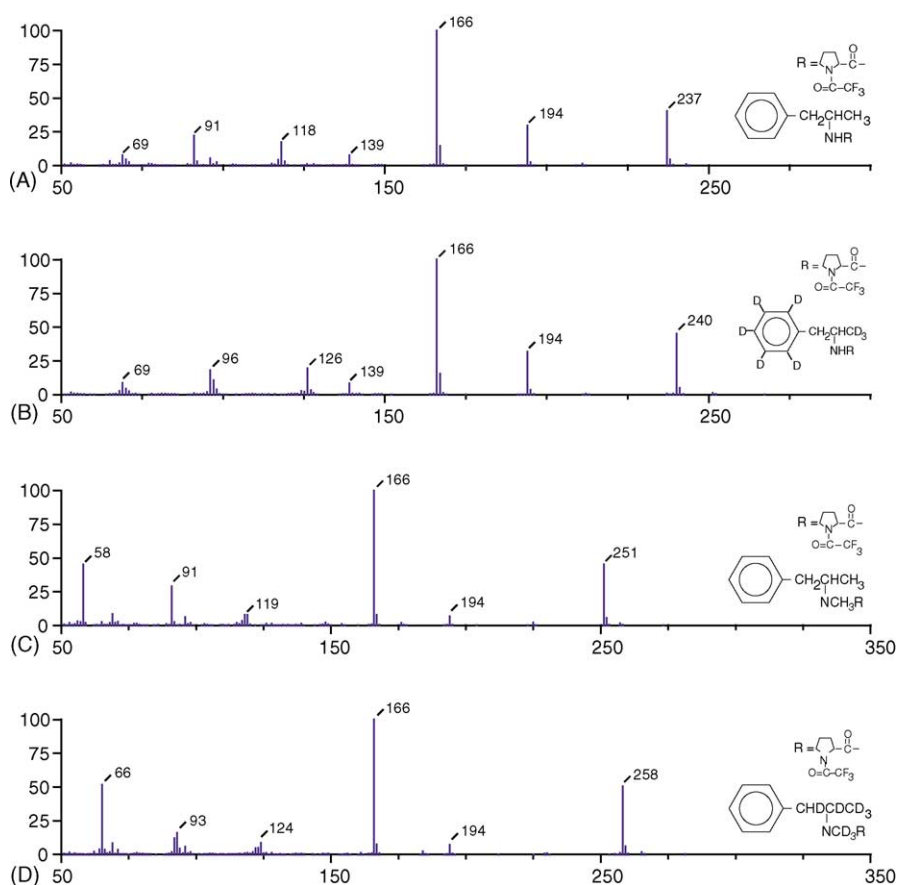 100
75
50
25
0
69
91
118
139
166
194
237
R =
N
O
C–
O=C–CF3
CH2CHCH3
NHR
(A)
50
150
250
100
75
50
25
0
69
96
126
139
166
194
240
R =
N
O
C–
O=C–CF3
D
D
D
D
D
CH2CHCD3
NHR
(B)
50
150
250
100
75
50
25
0
58
91
119
166
194
251
R =
N
O
C–
O=C–CF3
CH2CHCH3
NCH3R
(C)
50
150
250
350
100
75
50
25
0
66
93
124
166
194
258
R =
N
O
C–
O=C–CF3
CHDCDCD3
NCD3R
(D)
50
150
250
350